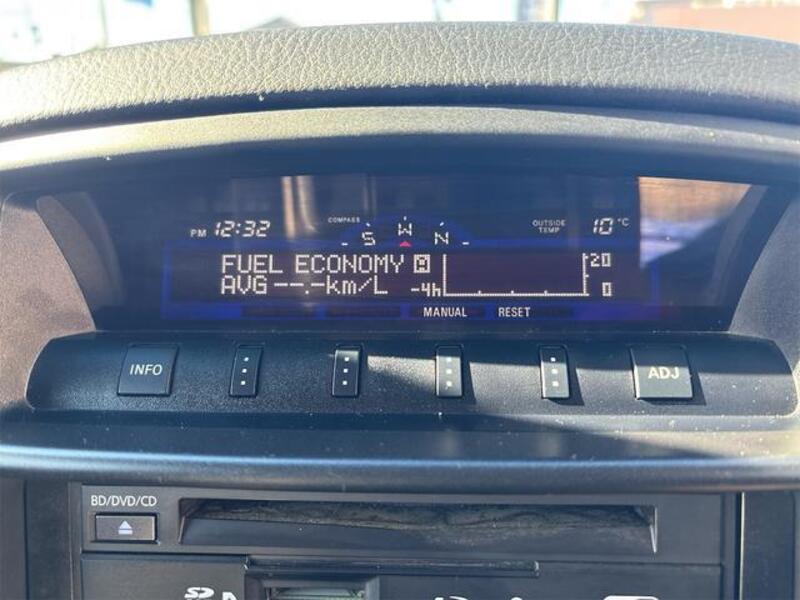 PM 12:32
COMPASS
S W N
OUTSIDE TEMP
10°C
FUEL ECONOMY M
AVG --.-km/L
-4h
20
0
MANUAL RESET
INFO
ADJ
BD/DVD/CD
SD